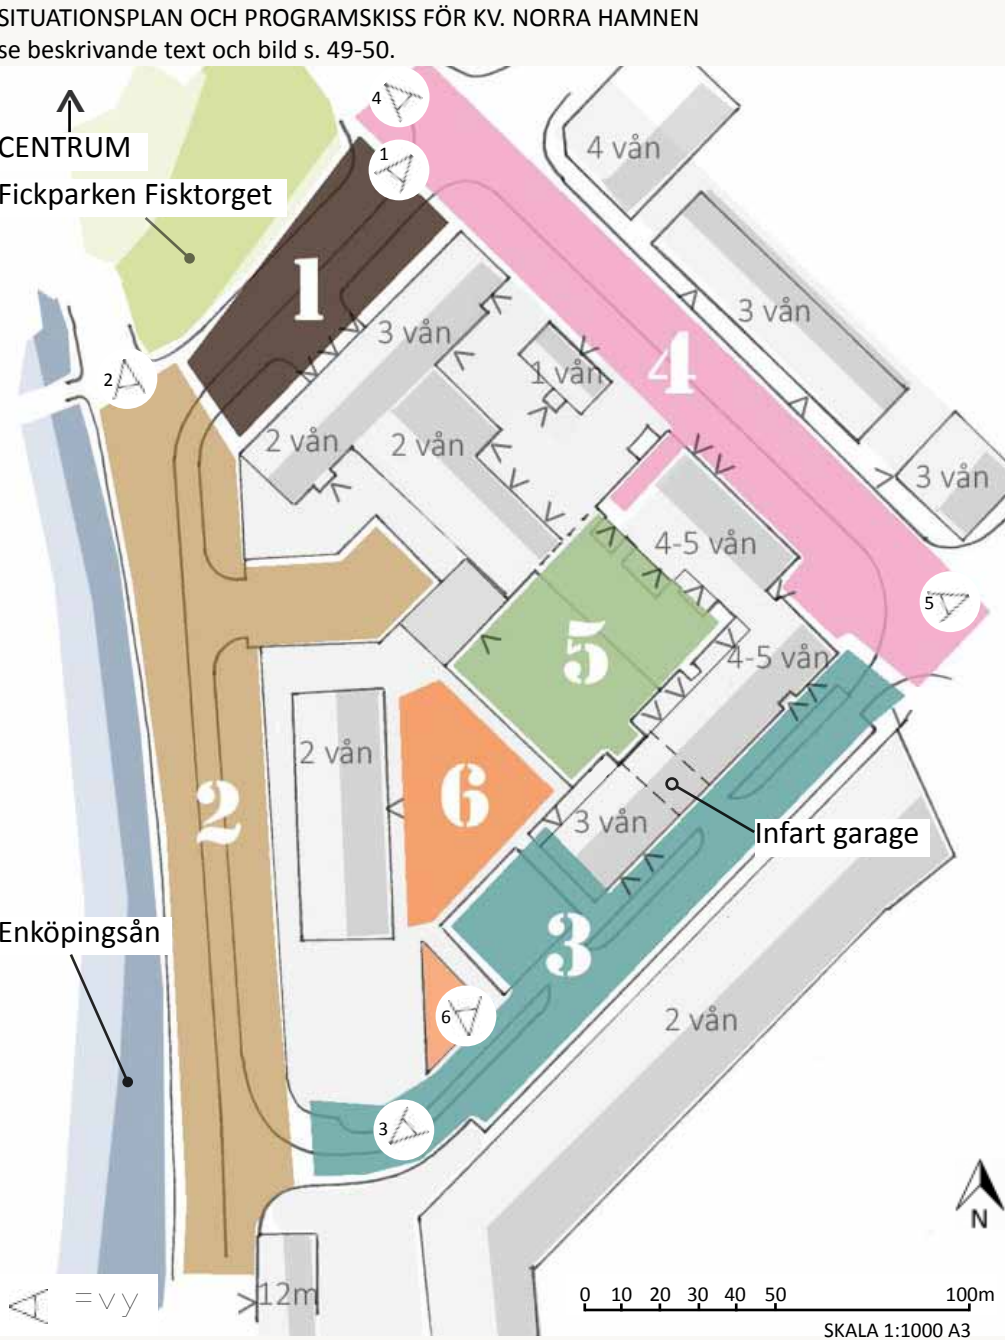 SITUATIONSPLAN OCH PROGRAMSKISS FÖR KV. NORRA HAMNEN
se beskrivande text och bild s. 49-50.
4
CENTRUM
1
4 vån
Fickparken Fisktorget
1
3 vån
3 vån
2
1 vån
4
2 vån
2 vån
3 vån
4-5 vån
5
5
4-5 vån
2 vån
6
2
3 vån
Infart garage
Enköpingsån
3
6
2 vån
3
N
=vy
12m
0 10 20 30 40 50 100m
SKALA 1:1000 A3